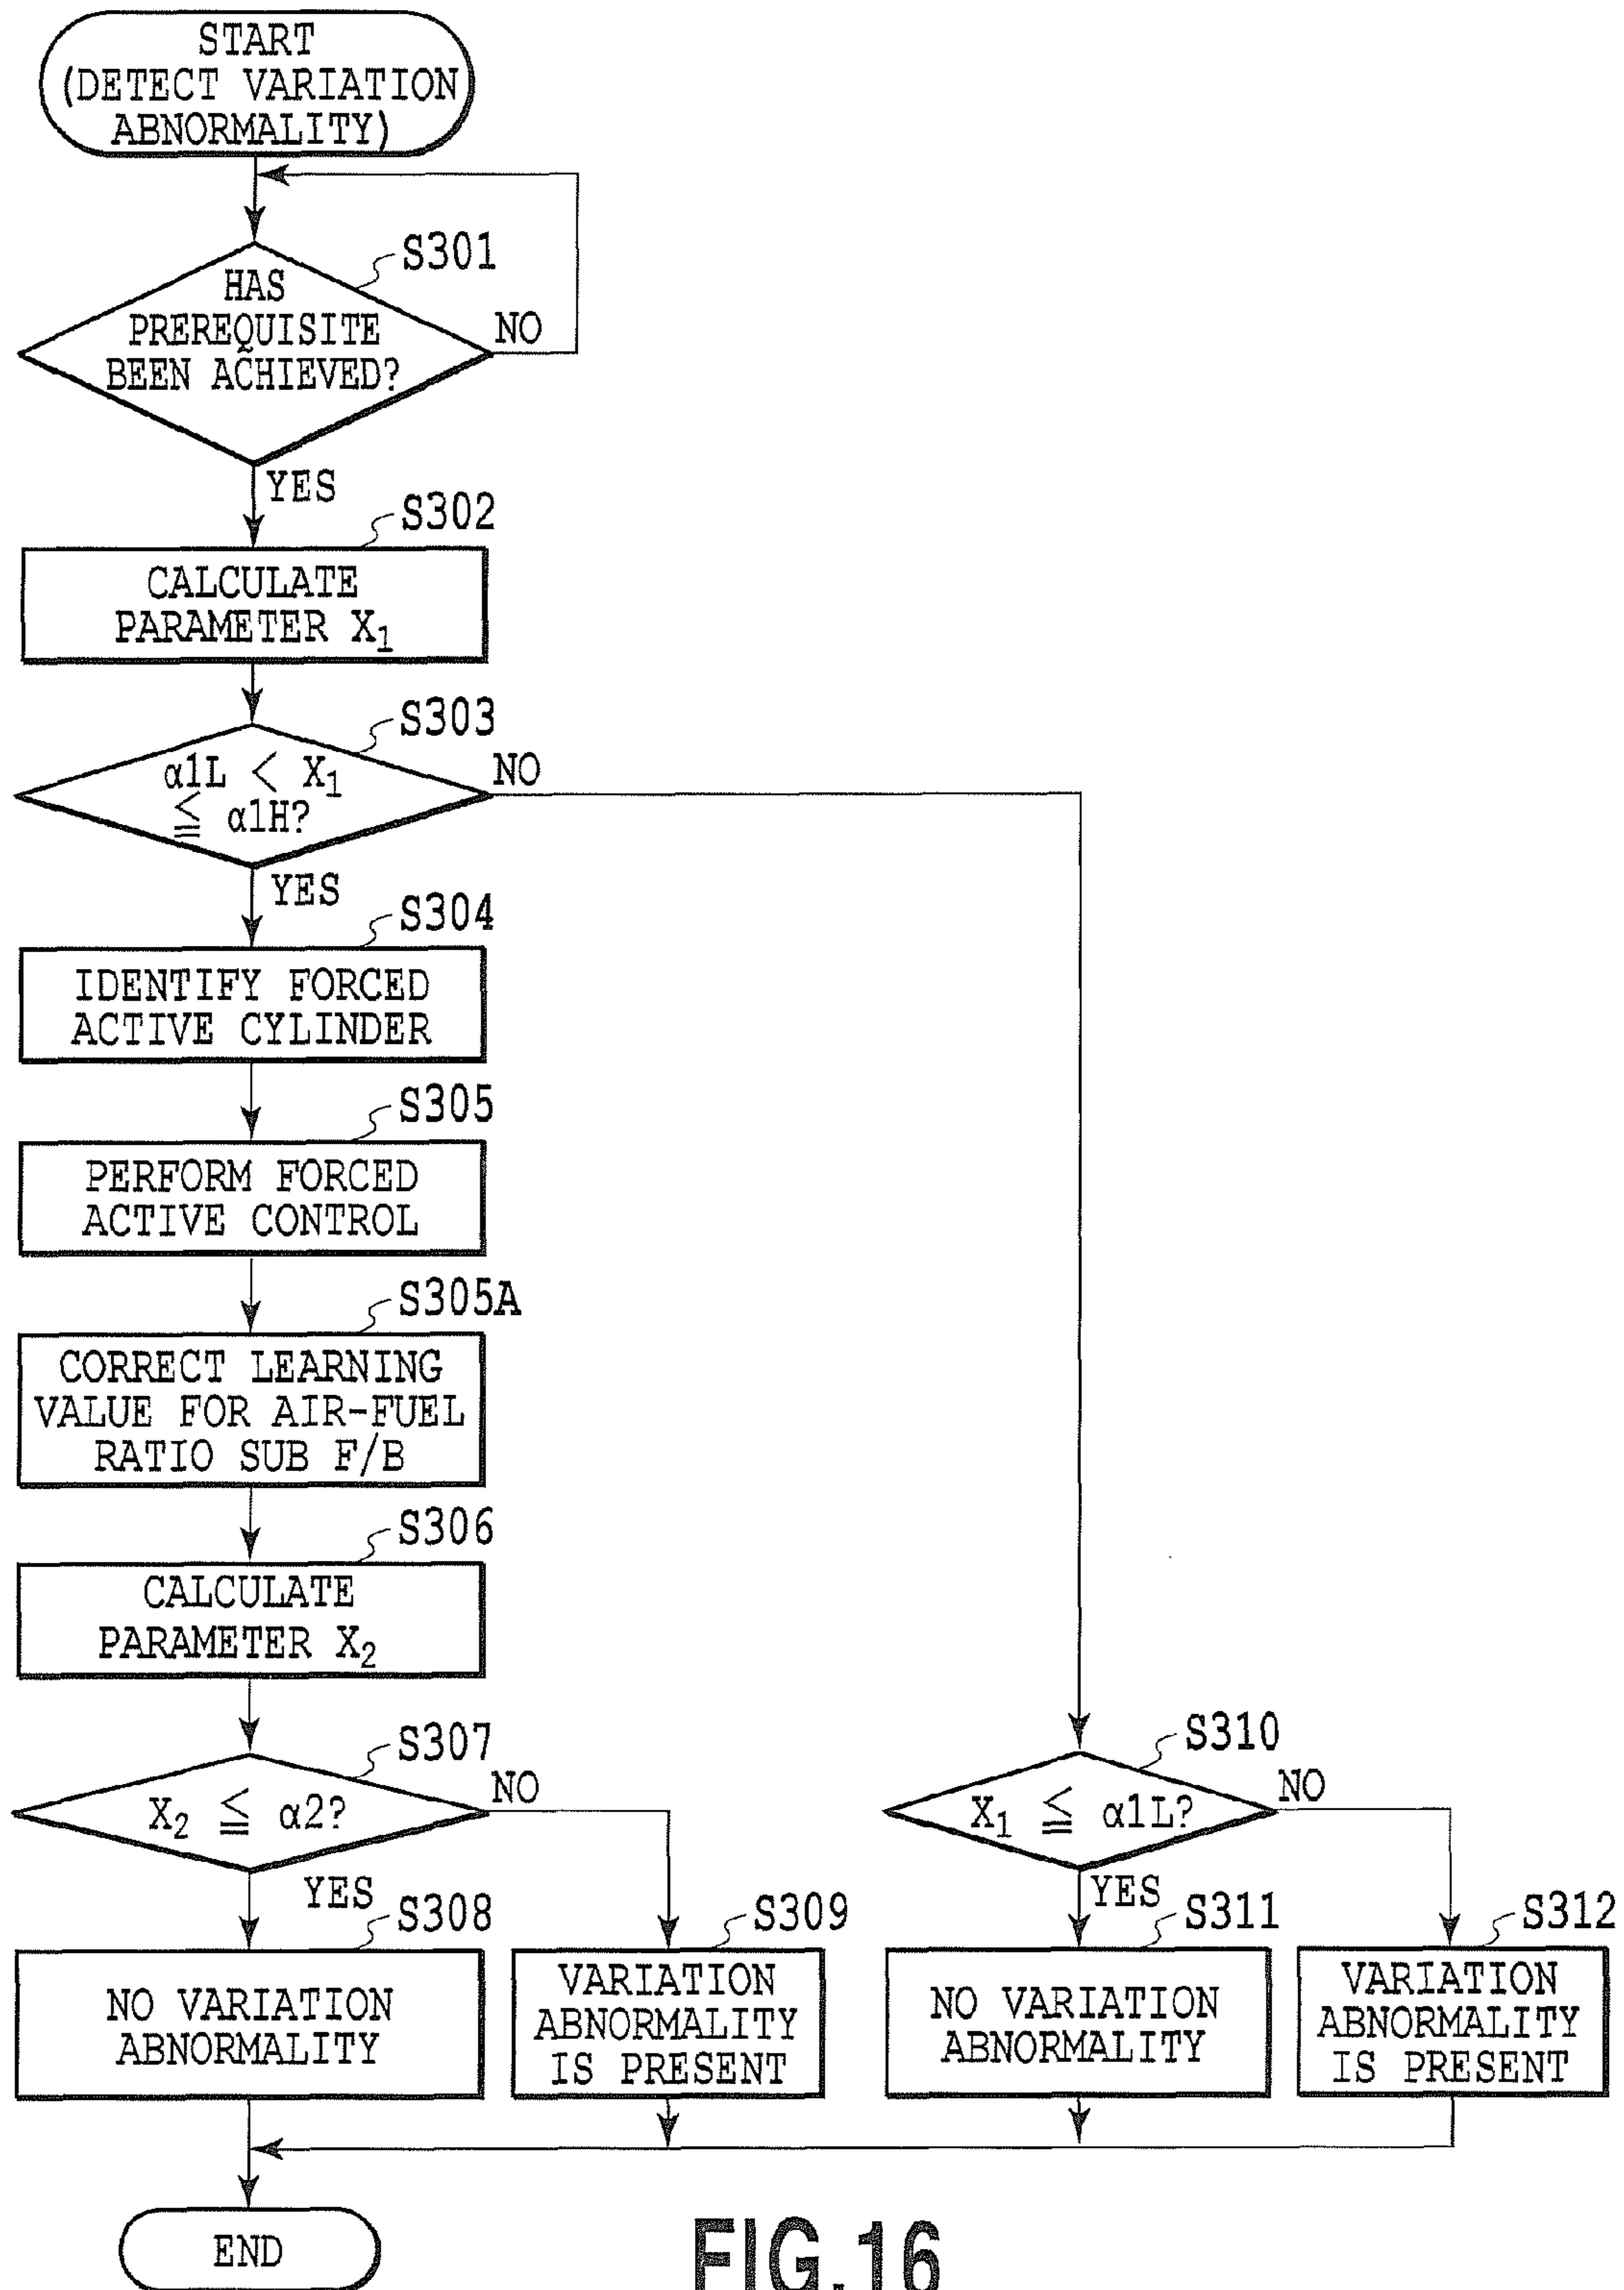 START
(DETECT VARIATION
ABNORMALITY)
S301
HAS
PREREQUISITE
BEEN ACHIEVED?
NO
YES
S302
CALCULATE
PARAMETER X₁
S303
α1L < X₁
≦ α1H?
NO
YES
S304
IDENTIFY FORCED
ACTIVE CYLINDER
S305
PERFORM FORCED
ACTIVE CONTROL
S305A
CORRECT LEARNING
VALUE FOR AIR-FUEL
RATIO SUB F/B
S306
CALCULATE
PARAMETER X₂
S307
X₂ ≦ α2?
NO
YES
S308
NO VARIATION
ABNORMALITY
S309
VARIATION
ABNORMALITY
IS PRESENT
S310
X₁ ≦ α1L?
NO
YES
S311
NO VARIATION
ABNORMALITY
S312
VARIATION
ABNORMALITY
IS PRESENT
END
FIG.16